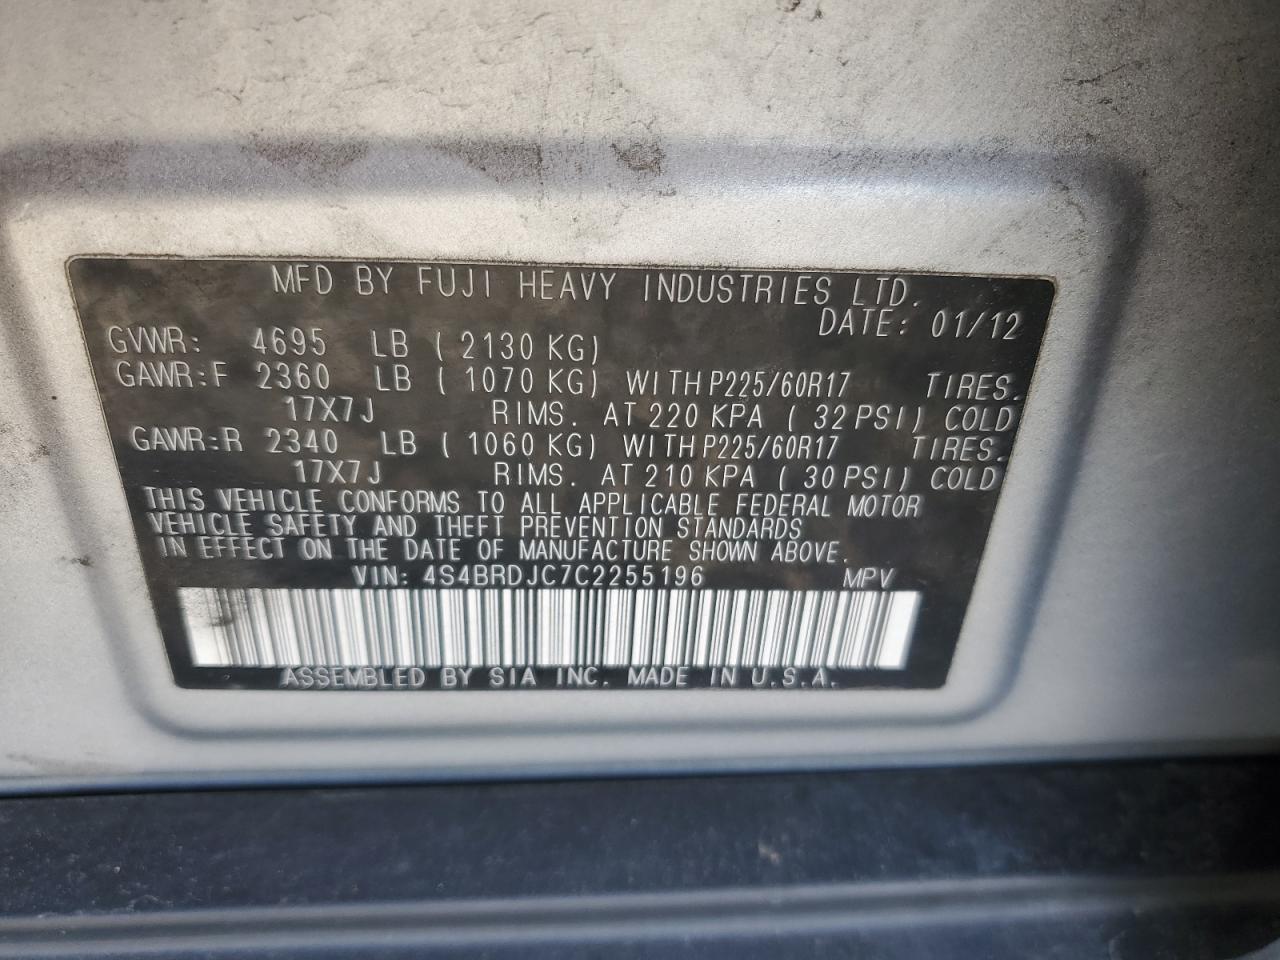 MFD BY FUJI HEAVY INDUSTRIES LTD.
DATE: 01/12
GVWR: 4695 LB ( 2130 KG)
GAWR:F 2360 LB ( 1070 KG) WITH P225/60R17 TIRES.
17X7J RIMS. AT 220 KPA ( 32 PSI) COLD
GAWR:R 2340 LB ( 1060 KG) WITH P225/60R17 TIRES.
17X7J RIMS. AT 210 KPA ( 30 PSI) COLD
THIS VEHICLE CONFORMS TO ALL APPLICABLE FEDERAL MOTOR
VEHICLE SAFETY AND THEFT PREVENTION STANDARDS
IN EFFECT ON THE DATE OF MANUFACTURE SHOWN ABOVE.
VIN: 4S4BRDJC7C2255196 MPV
ASSEMBLED BY SIA INC. MADE IN U.S.A.